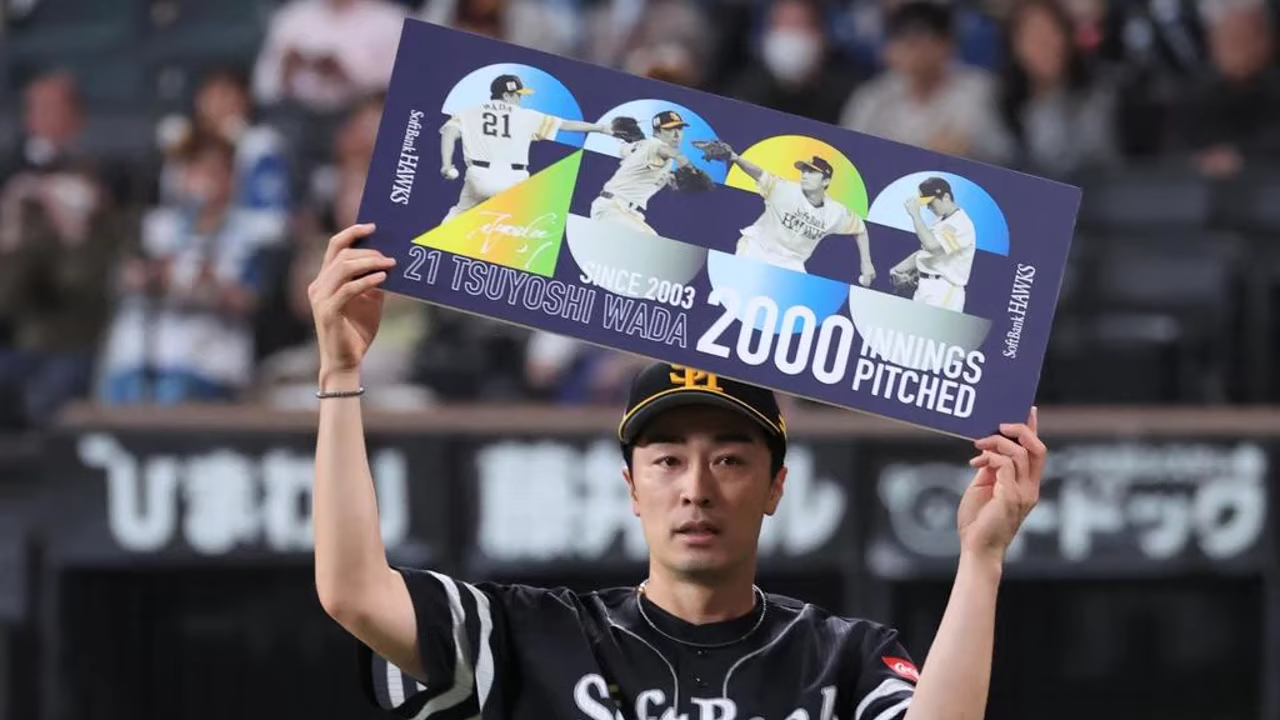 SoftBank HAWKS
WADA
21
SoftBank
HAWKS
SoftBank HAWKS
21 TSUYOSHI WADA
SINCE 2003
2000
INNINGS
PITCHED
SH
ひまわり
SoftBank